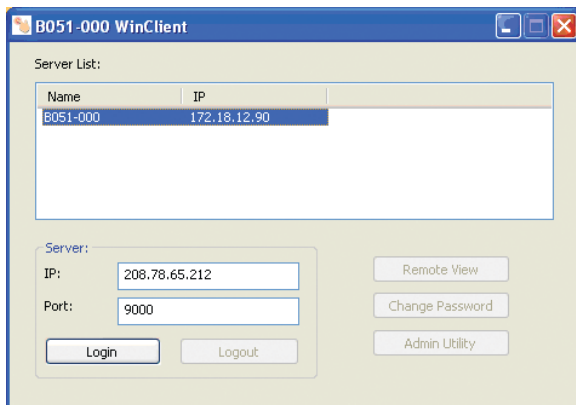 B051-000 WinClient
Server List:
Name IP
B051-000 172.18.12.90
Server:
IP: 208.78.65.212
Remote View
Port: 9000
Change Password
Login Logout
Admin Utility